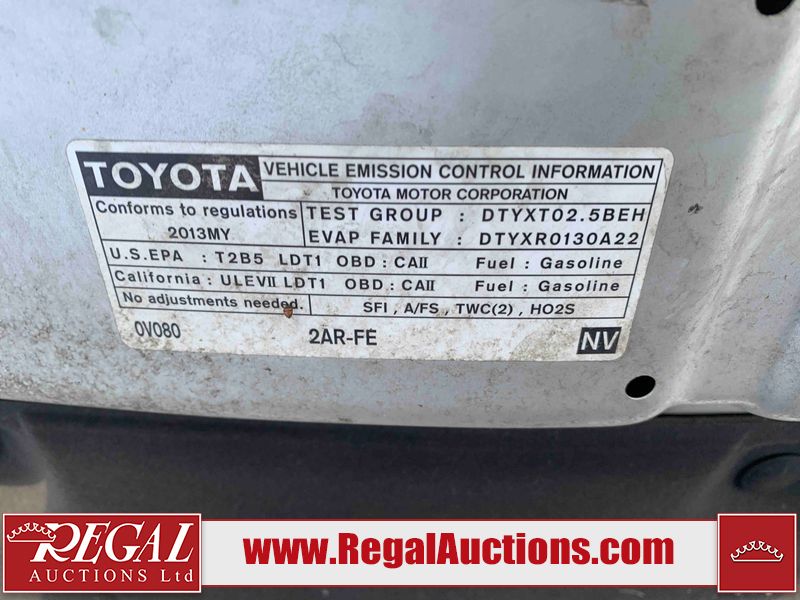 TOYOTA VEHICLE EMISSION CONTROL INFORMATION
TOYOTA MOTOR CORPORATION
Conforms to regulations
2013MY
TEST GROUP : DTYXT02.5BEH
EVAP FAMILY : DTYXR0130A22
U.S.EPA : T2B5 LDT1 OBD : CAII Fuel : Gasoline
California : ULEVII LDT1 OBD : CAII Fuel : Gasoline
No adjustments needed. SFI , A/FS , TWC(2) , HO2S
0V080 2AR-FE NV
REGAL
AUCTIONS Ltd
www.RegalAuctions.com